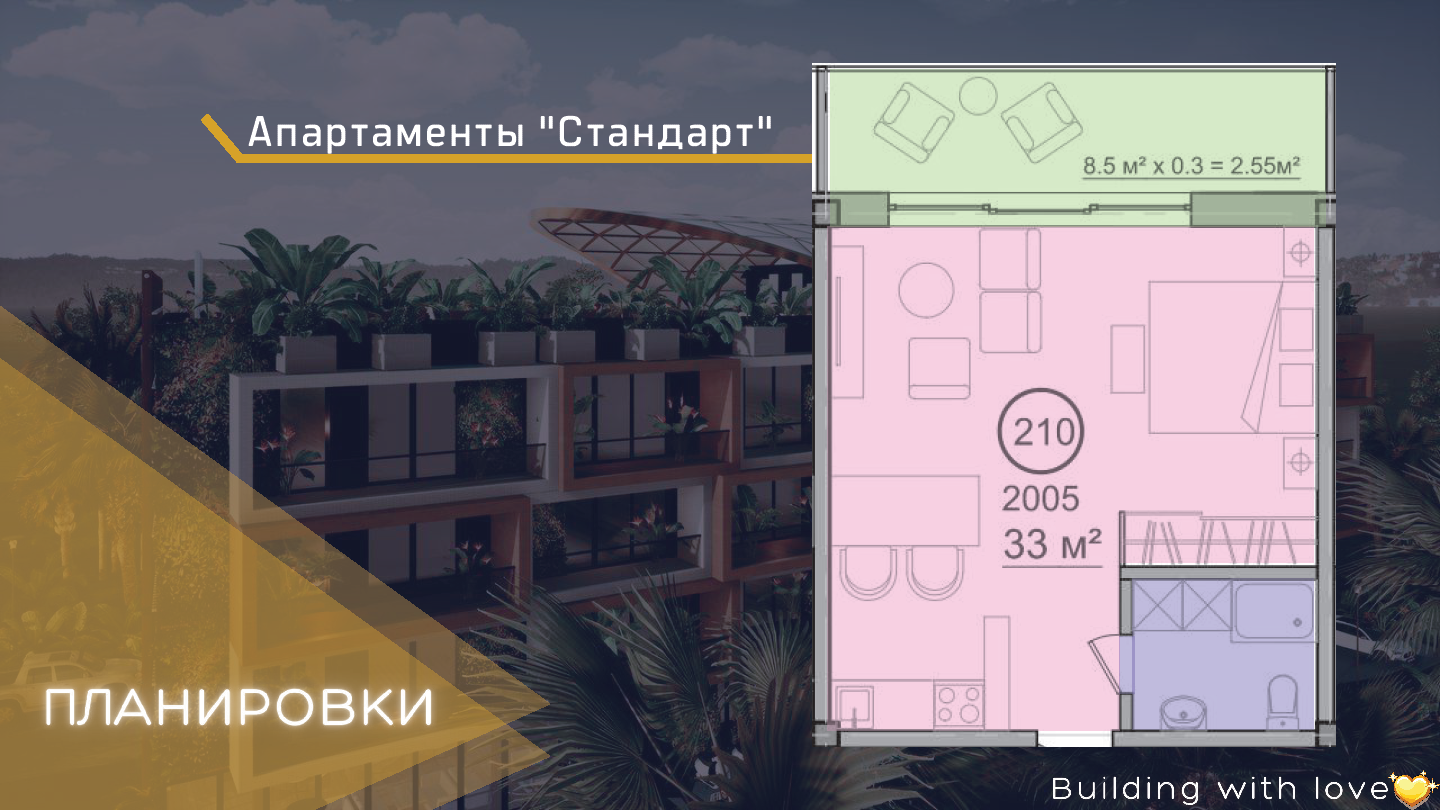 Апартаменты "Стандарт"
8.5 м² х 0.3 = 2.55м²
210
2005
33 м²
ПЛАНИРОВКИ
Building with love